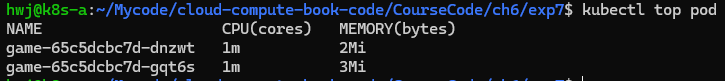 hwj@k8s-a:~/Mycode/cloud-compute-book-code/CourseCode/ch6/exp7$ kubectl top pod
NAME CPU(cores) MEMORY(bytes)
game-65c5dcbc7d-dnzwt 1m 2Mi
game-65c5dcbc7d-gqt6s 1m 3Mi